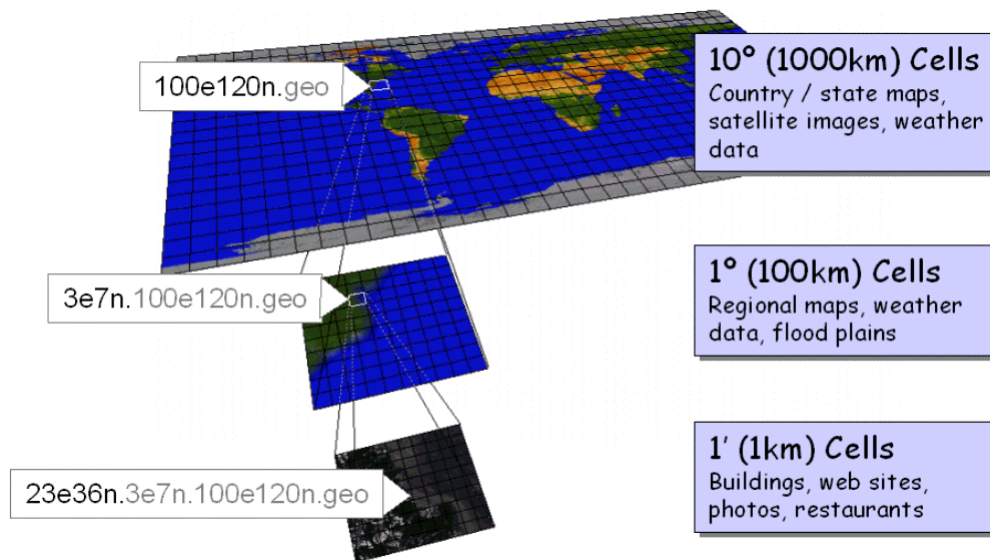 100e120n.geo
10° (1000km) Cells
Country / state maps,
satellite images, weather
data
3e7n.100e120n.geo
1° (100km) Cells
Regional maps, weather
data, flood plains
23e36n.3e7n.100e120n.geo
1' (1km) Cells
Buildings, web sites,
photos, restaurants